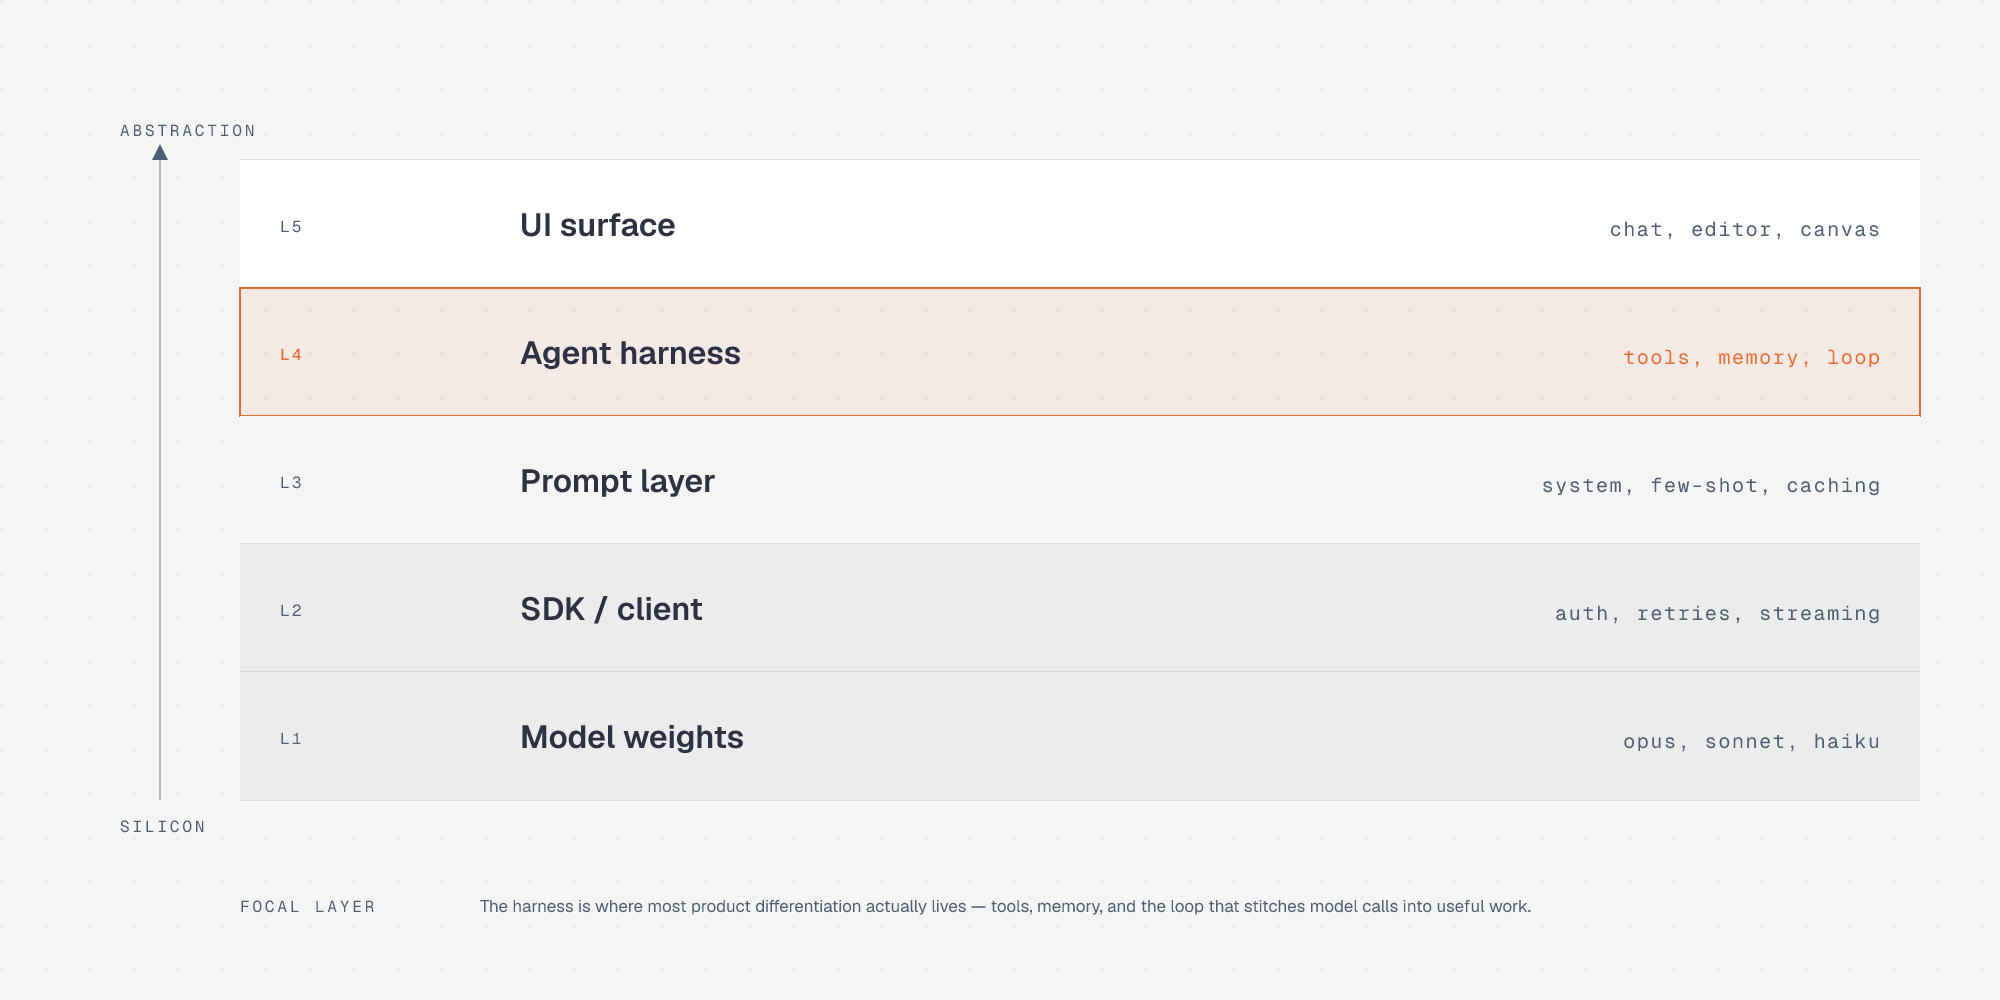 ABSTRACTION
L5 UI surface chat, editor, canvas
L4 Agent harness tools, memory, loop
L3 Prompt layer system, few-shot, caching
L2 SDK / client auth, retries, streaming
L1 Model weights opus, sonnet, haiku
SILICON
FOCAL LAYER The harness is where most product differentiation actually lives — tools, memory, and the loop that stitches model calls into useful work.